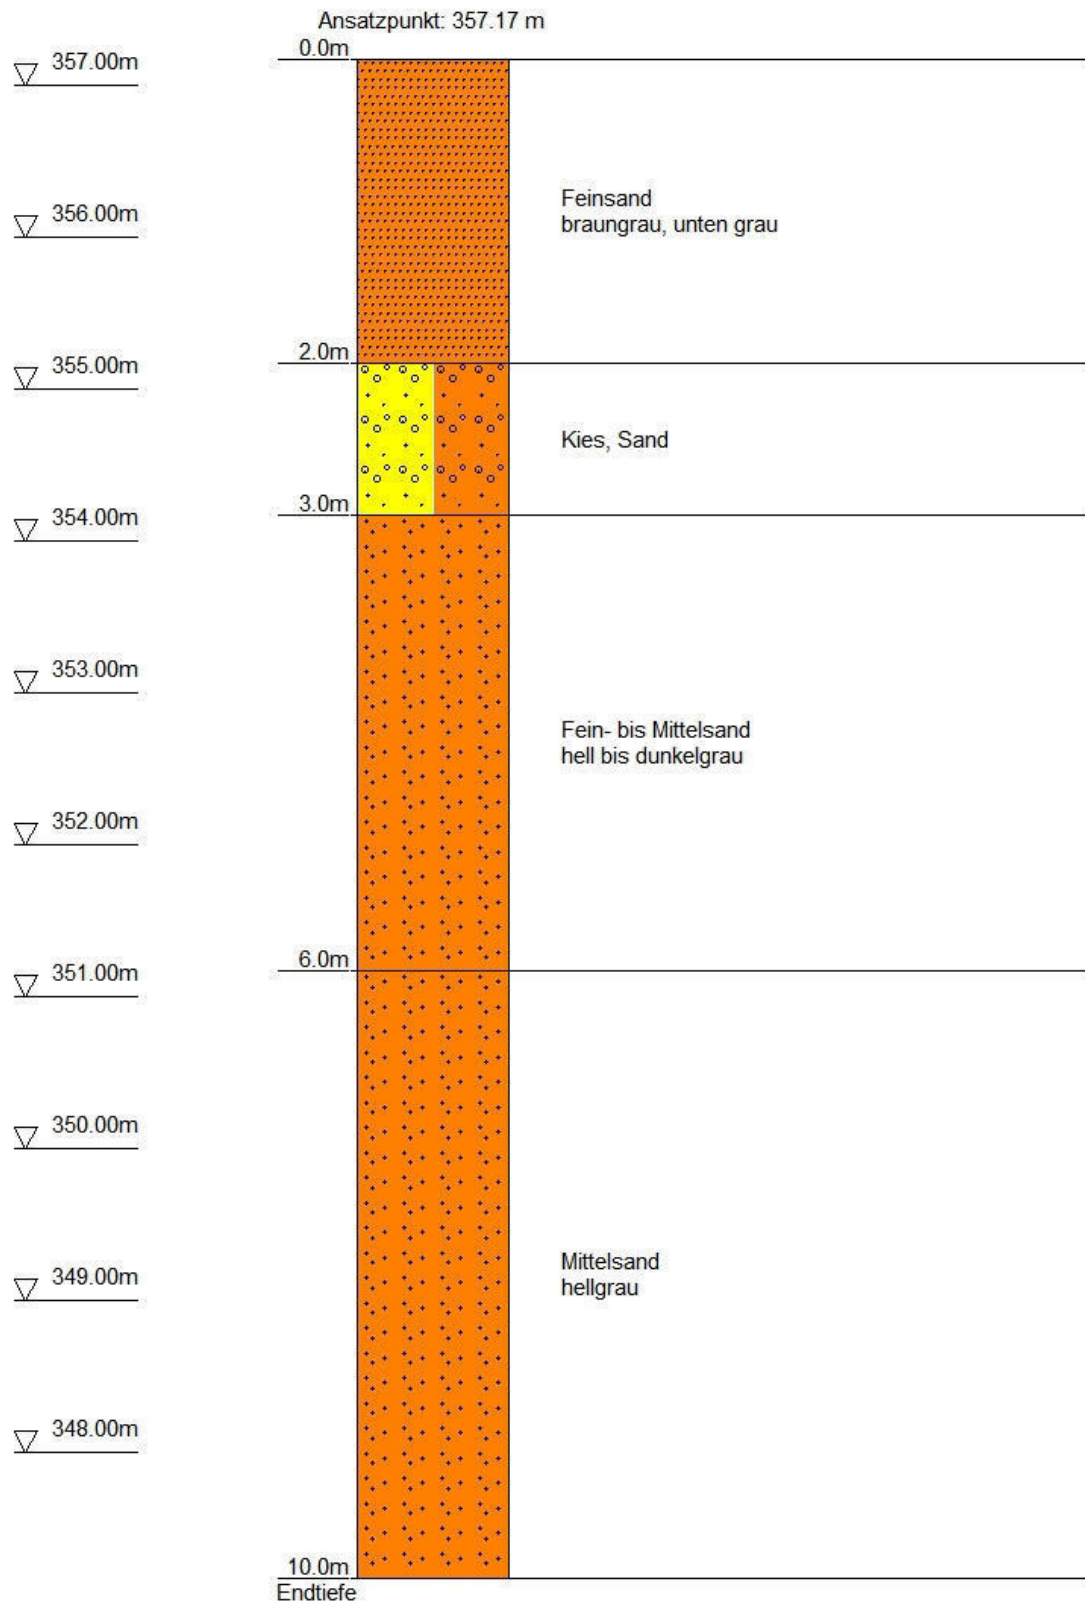 Ansatzpunkt: 357.17 m
0.0m
357.00m
Feinsand
braungrau, unten grau
356.00m
2.0m
355.00m
Kies, Sand
3.0m
354.00m
353.00m
Fein- bis Mittelsand
hell bis dunkelgrau
352.00m
6.0m
351.00m
350.00m
Mittelsand
hellgrau
349.00m
348.00m
10.0m
Endtiefe